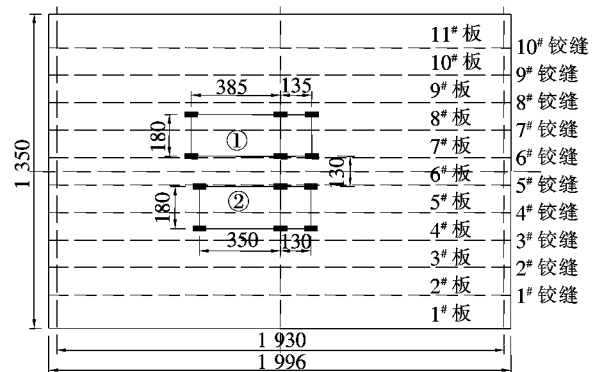 11# 板
10# 铰缝
10# 板
9# 铰缝
385 135
9# 板
8# 铰缝
180
①
8# 板
7# 铰缝
7# 板
6# 铰缝
1 350
130
6# 板
5# 铰缝
180
②
5# 板
4# 铰缝
4# 板
3# 铰缝
350 130
3# 板
2# 铰缝
2# 板
1# 铰缝
1# 板
1 930
1 996